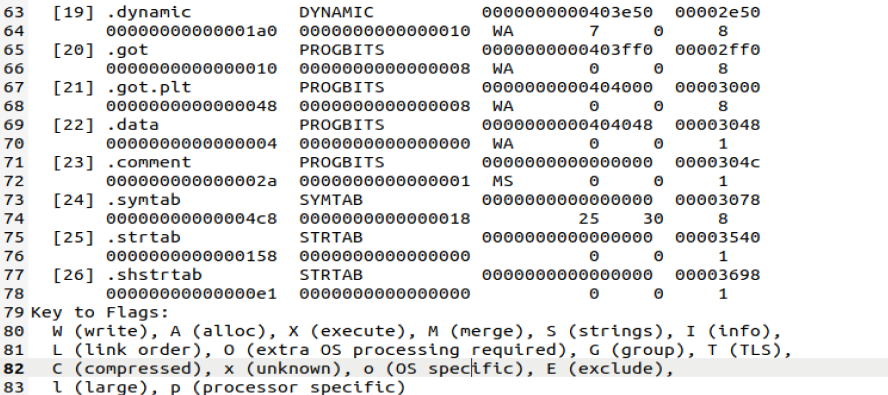 63   [19] .dynamic          DYNAMIC          0000000000403e50  00002e50
64        00000000000001a0  0000000000000010  WA       7     0     8
65   [20] .got              PROGBITS         0000000000403ff0  00002ff0
66        0000000000000010  0000000000000008  WA       0     0     8
67   [21] .got.plt          PROGBITS         0000000000404000  00003000
68        0000000000000048  0000000000000008  WA       0     0     8
69   [22] .data             PROGBITS         0000000000404048  00003048
70        0000000000000004  0000000000000000  WA       0     0     1
71   [23] .comment          PROGBITS         0000000000000000  0000304c
72        000000000000002a  0000000000000001  MS       0     0     1
73   [24] .symtab           SYMTAB           0000000000000000  00003078
74        00000000000004c8  0000000000000018          25    30     8
75   [25] .strtab           STRTAB           0000000000000000  00003540
76        0000000000000158  0000000000000000           0     0     1
77   [26] .shstrtab         STRTAB           0000000000000000  00003698
78        00000000000000e1  0000000000000000           0     0     1
79 Key to Flags:
80   W (write), A (alloc), X (execute), M (merge), S (strings), I (info),
81   L (link order), O (extra OS processing required), G (group), T (TLS),
82   C (compressed), x (unknown), o (OS specific), E (exclude),
83   l (large), p (processor specific)